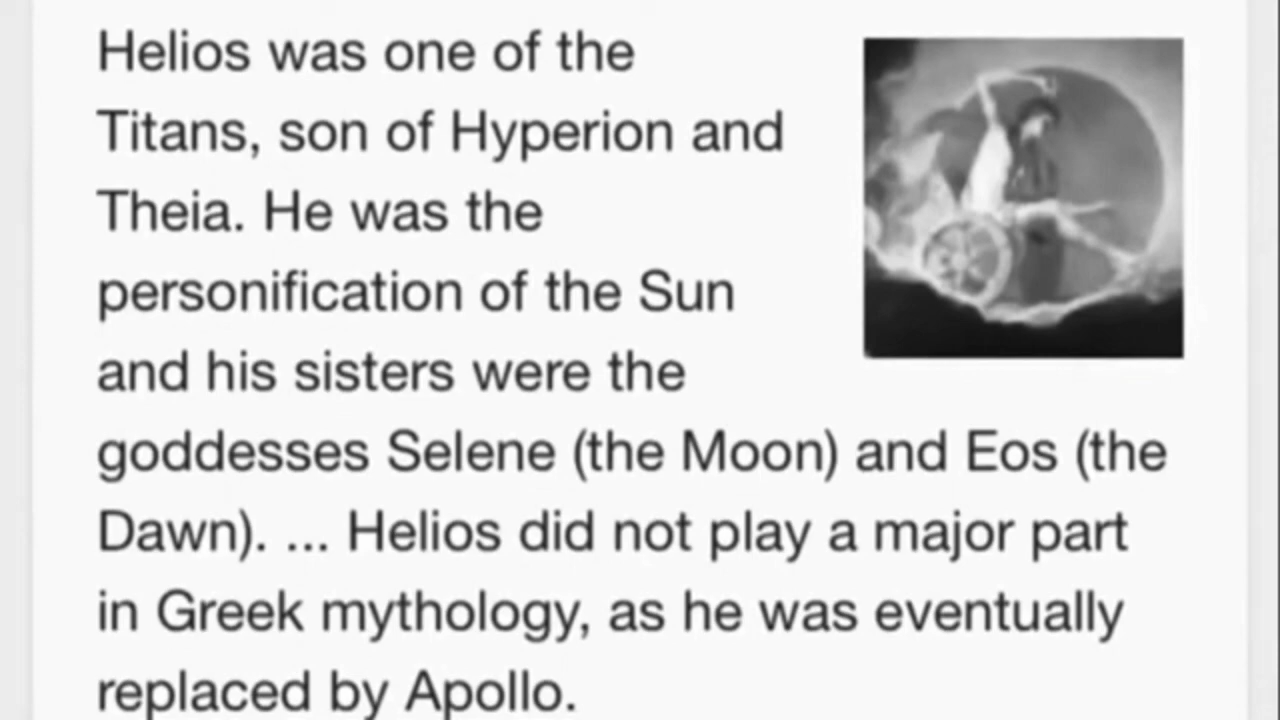 Helios was one of the
Titans, son of Hyperion and
Theia. He was the
personification of the Sun
and his sisters were the
goddesses Selene (the Moon) and Eos (the
Dawn). ... Helios did not play a major part
in Greek mythology, as he was eventually
replaced by Apollo.